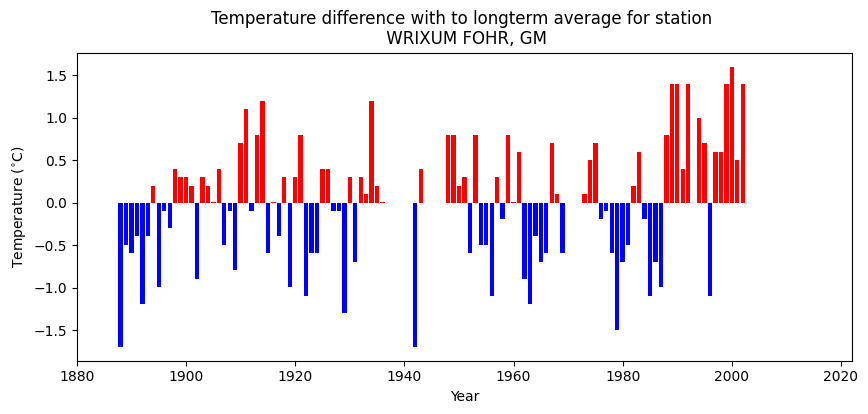 Temperature difference with to longterm average for station
WRIXUM FOHR, GM
Temperature (°C)
1.5
1.0
0.5
0.0
−0.5
−1.0
−1.5
1880 1900 1920 1940 1960 1980 2000 2020
Year